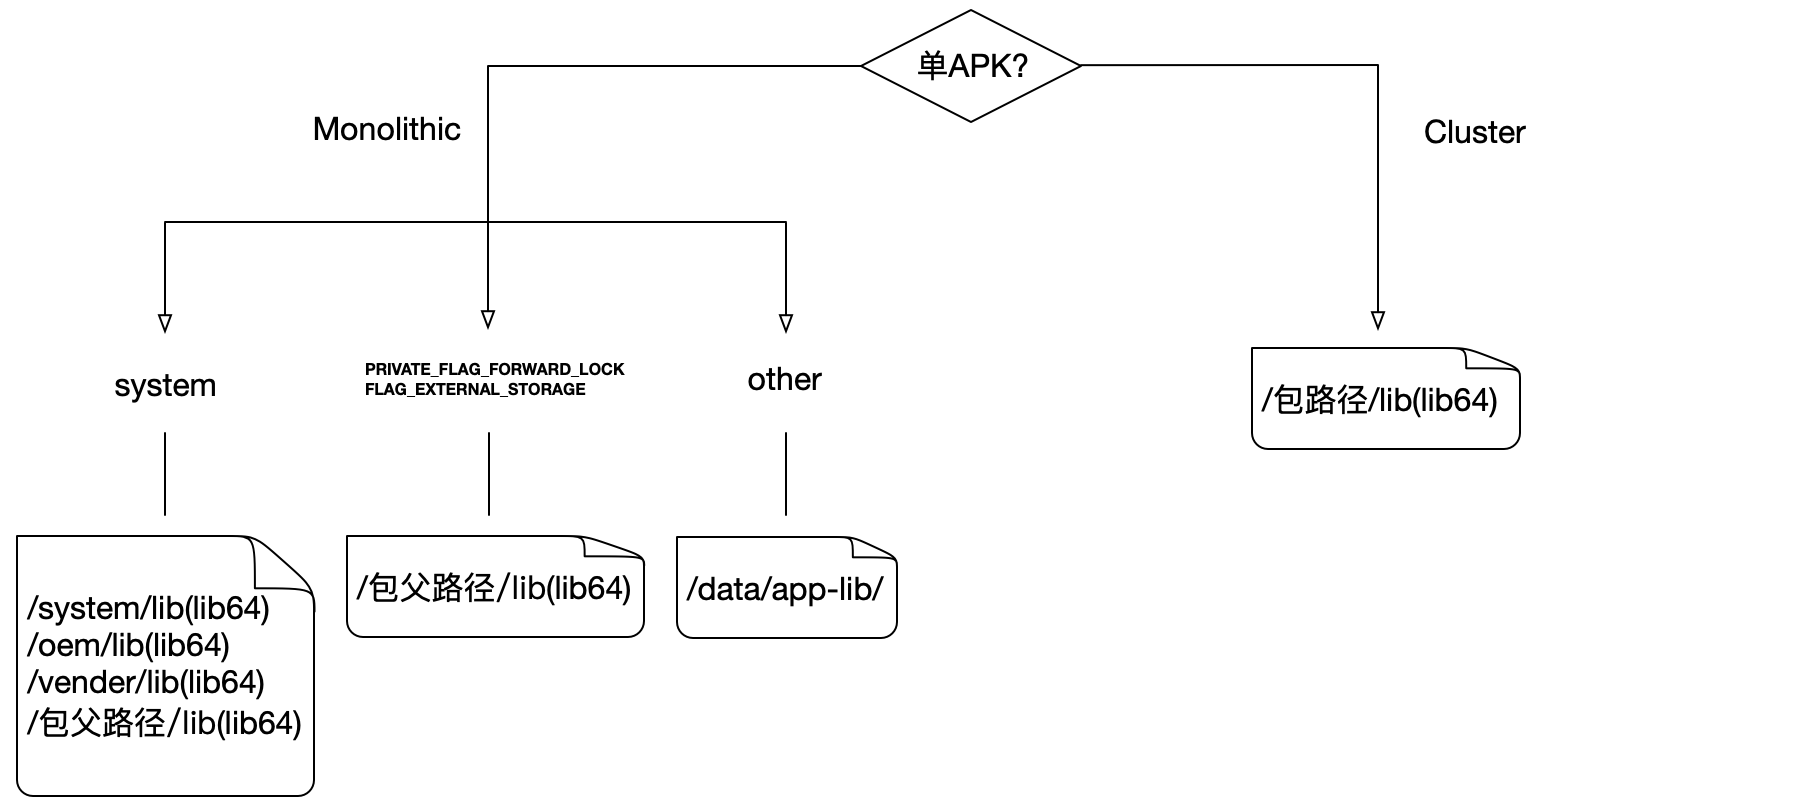 单APK?
Monolithic
Cluster
system
PRIVATE_FLAG_FORWARD_LOCK
FLAG_EXTERNAL_STORAGE
other
/包路径/lib(lib64)
/system/lib(lib64)
/oem/lib(lib64)
/vender/lib(lib64)
/包父路径/lib(lib64)
/包父路径/lib(lib64)
/data/app-lib/